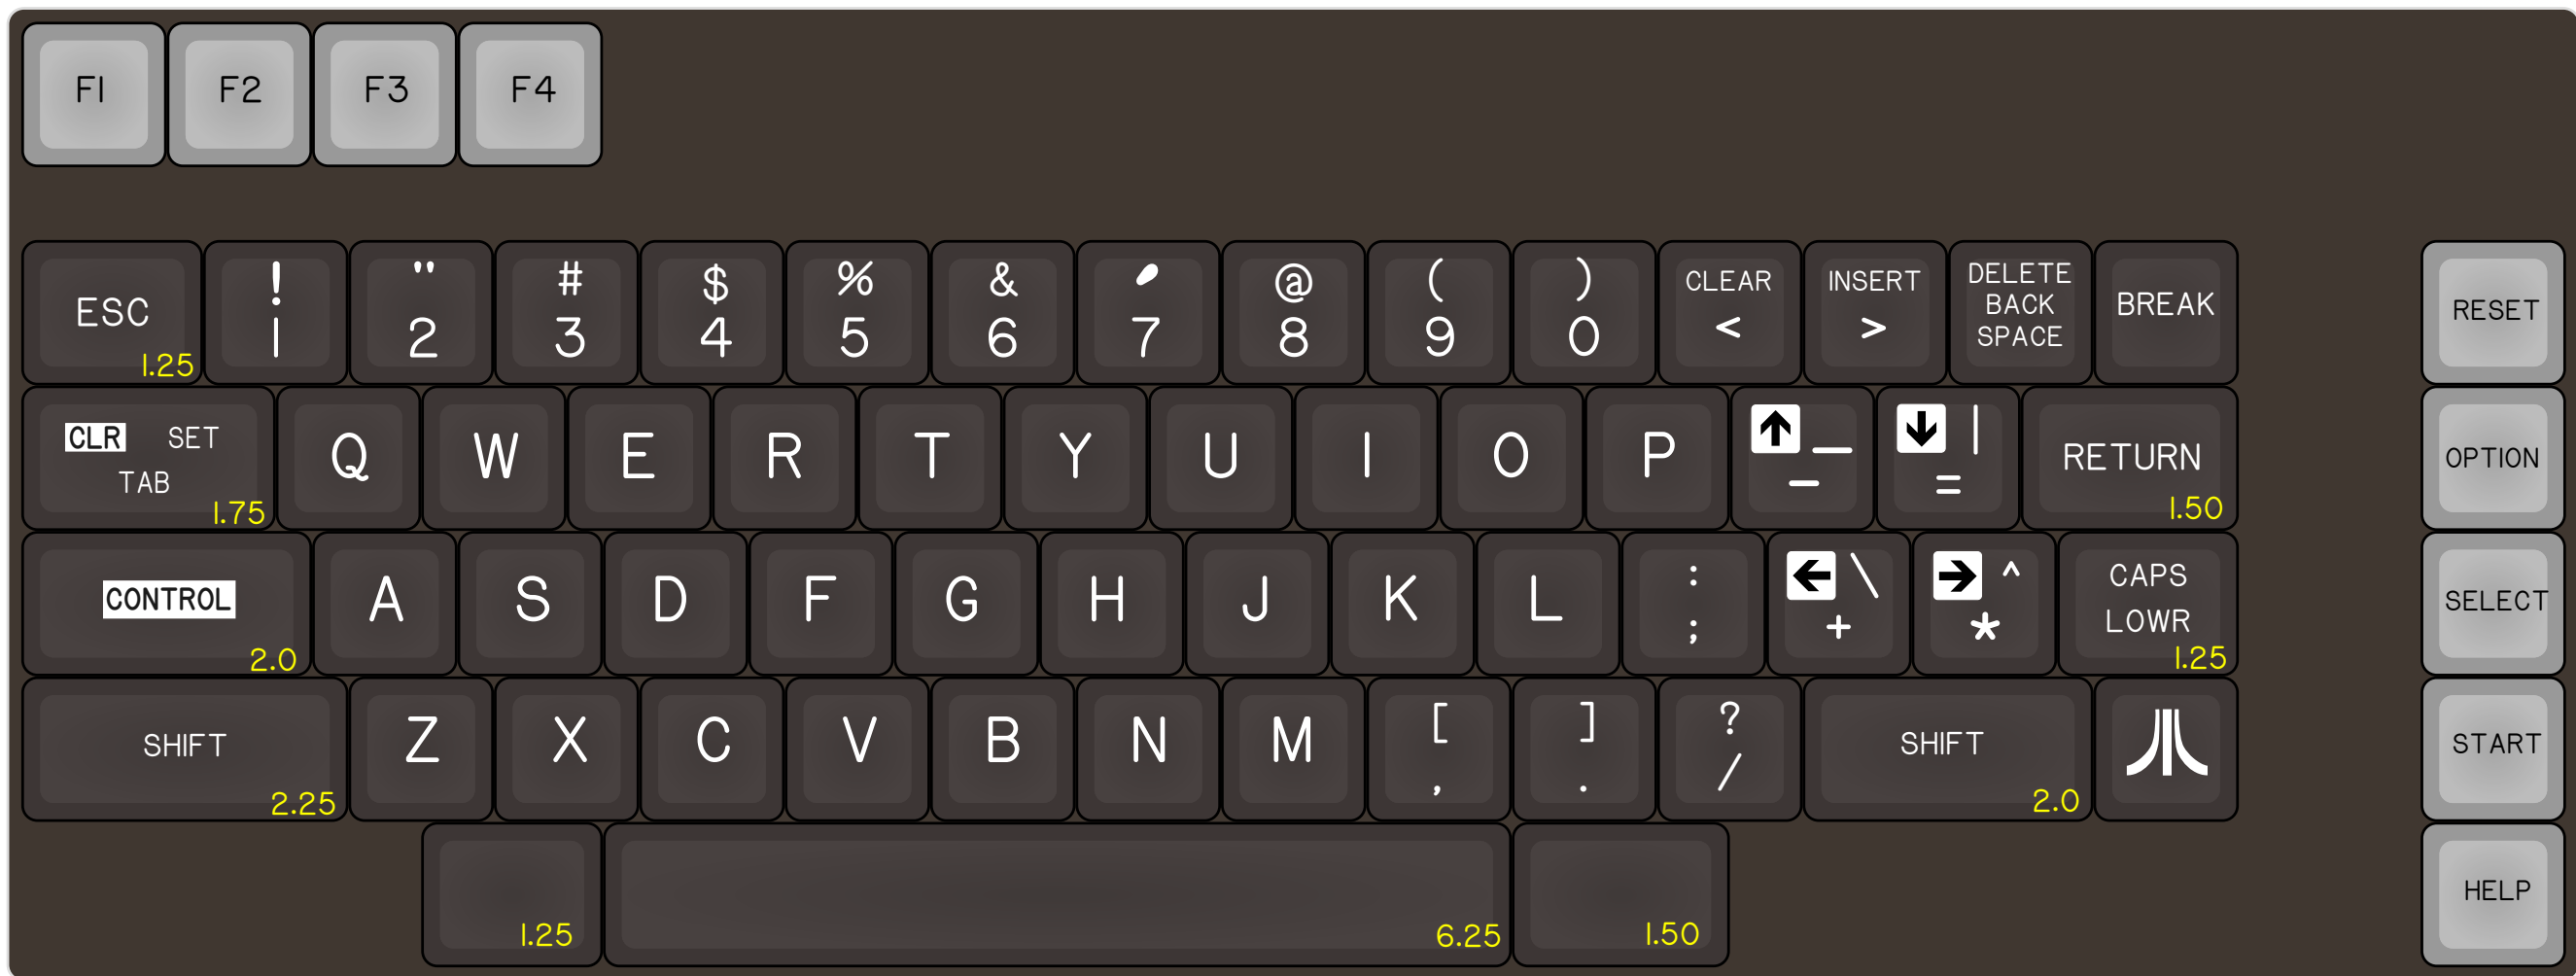 F1 F2 F3 F4
! " # $ % & ' @ ( ) CLEAR INSERT DELETE
BACK
ESC 1 2 3 4 5 6 7 8 9 0 < > SPACE BREAK RESET
1.25
CLR SET Q W E R T Y U I O P ↑ _ ↓ | RETURN OPTION
TAB - =
1.75 1.50
CONTROL A S D F G H J K L : ← \ → ^ CAPS SELECT
; + * LOWR
2.0 1.25
SHIFT Z X C V B N M [ ] ? SHIFT START
, . /
2.25 2.0
HELP
1.25 6.25 1.50